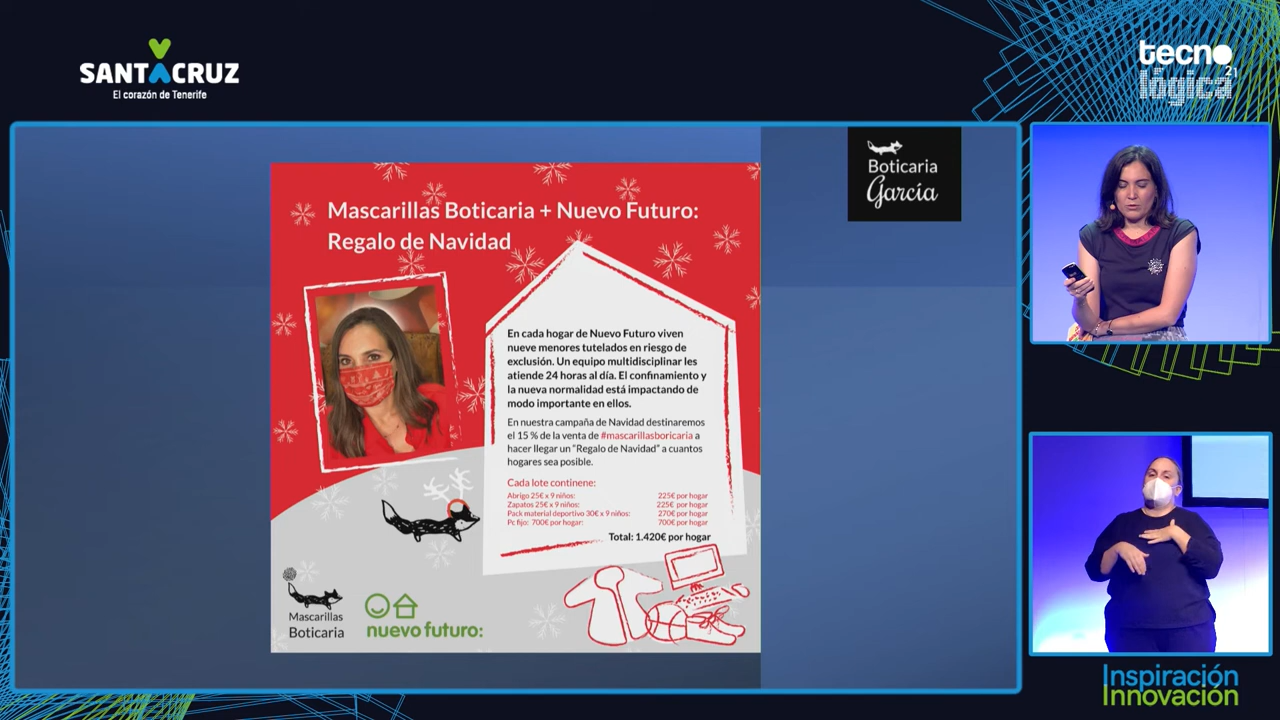 SANTACRUZ
El corazón de Tenerife
tecno
lógica
21
Boticaria
García
Mascarillas Boticaria + Nuevo Futuro:
Regalo de Navidad
En cada hogar de Nuevo Futuro viven
nueve menores tutelados en riesgo de
exclusión. Un equipo multidisciplinar les
atiende 24 horas al día. El confinamiento y
la nueva normalidad está impactando de
modo importante en ellos.
En nuestra campaña de Navidad destinaremos
el 15 % de la venta de #mascarillasboricaria a
hacer llegar un "Regalo de Navidad" a cuantos
hogares sea posible.
Cada lote continene:
Abrigo 25€ x 9 niños: 225€ por hogar
Zapatos 25€ x 9 niños: 225€ por hogar
Pack material deportivo 30€ x 9 niños: 270€ por hogar
Pc fijo: 700€ por hogar: 700€ por hogar
Total: 1.420€ por hogar
Mascarillas
Boticaria
nuevo futuro:
Inspiración
Innovación